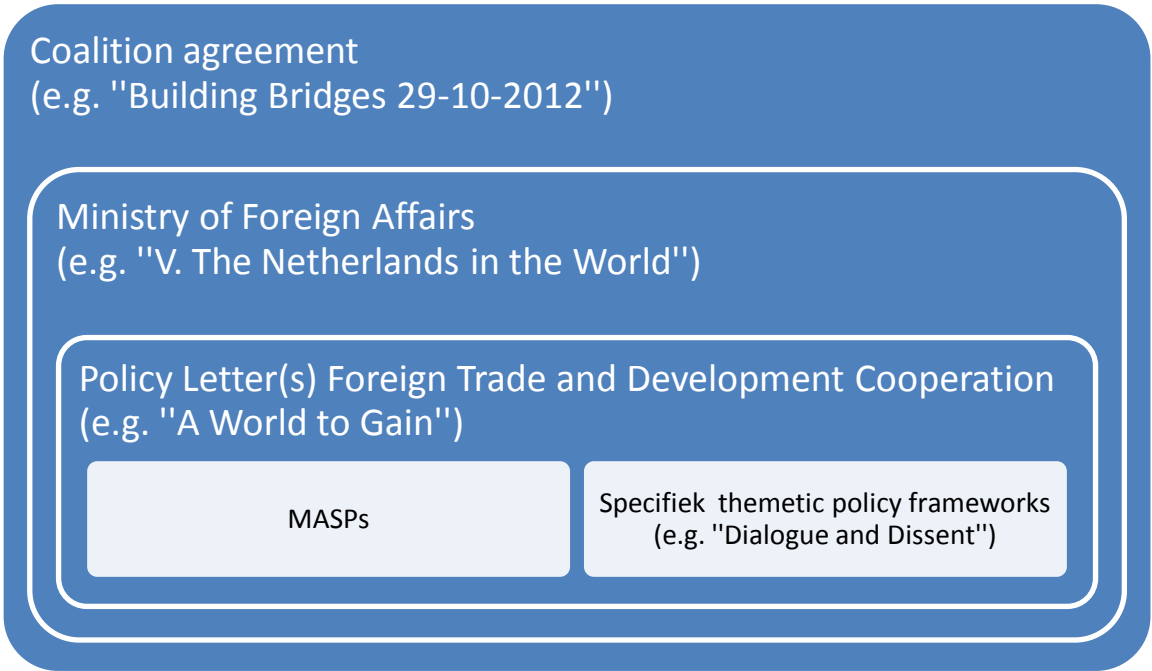 Coalition agreement
(e.g. "Building Bridges 29-10-2012")
Ministry of Foreign Affairs
(e.g. "V. The Netherlands in the World")
Policy Letter(s) Foreign Trade and Development Cooperation
(e.g. "A World to Gain")
MASPs
Specifiek themetic policy frameworks
(e.g. "Dialogue and Dissent")